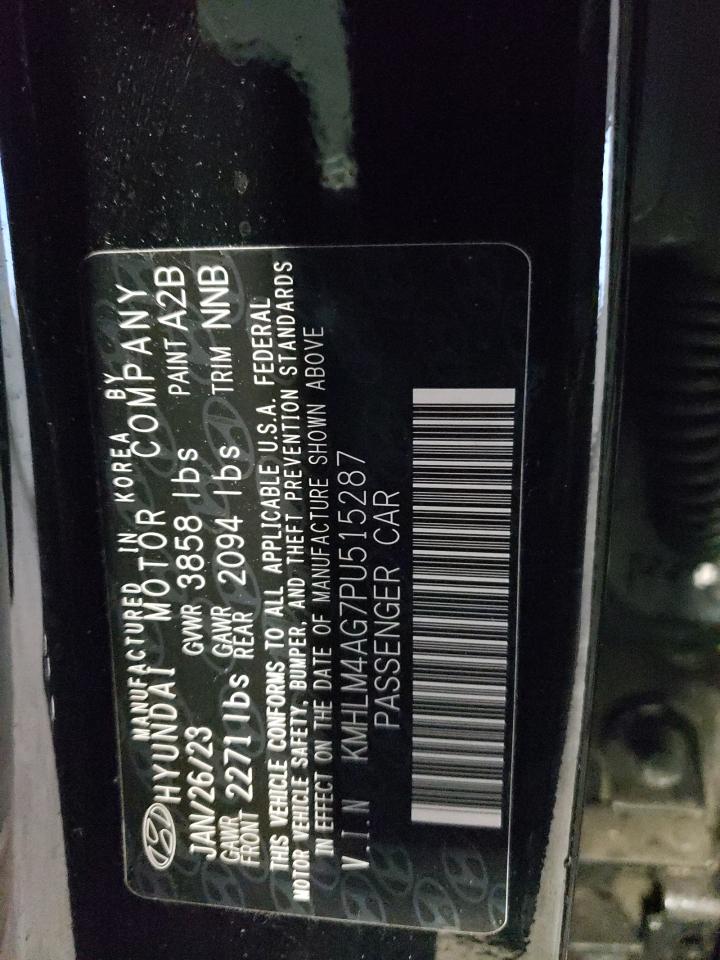 MANUFACTURED IN KOREA BY
HYUNDAI MOTOR COMPANY
JAN/26/23 GVWR 3858 lbs PAINT A2B
GAWR FRONT 2271 lbs GAWR REAR 2094 lbs TRIM NNB
THIS VEHICLE CONFORMS TO ALL APPLICABLE U.S.A. FEDERAL
MOTOR VEHICLE SAFETY, BUMPER, AND THEFT PREVENTION STANDARDS
IN EFFECT ON THE DATE OF MANUFACTURE SHOWN ABOVE
V.I.N KMHLM4AG7PU515287
PASSENGER CAR